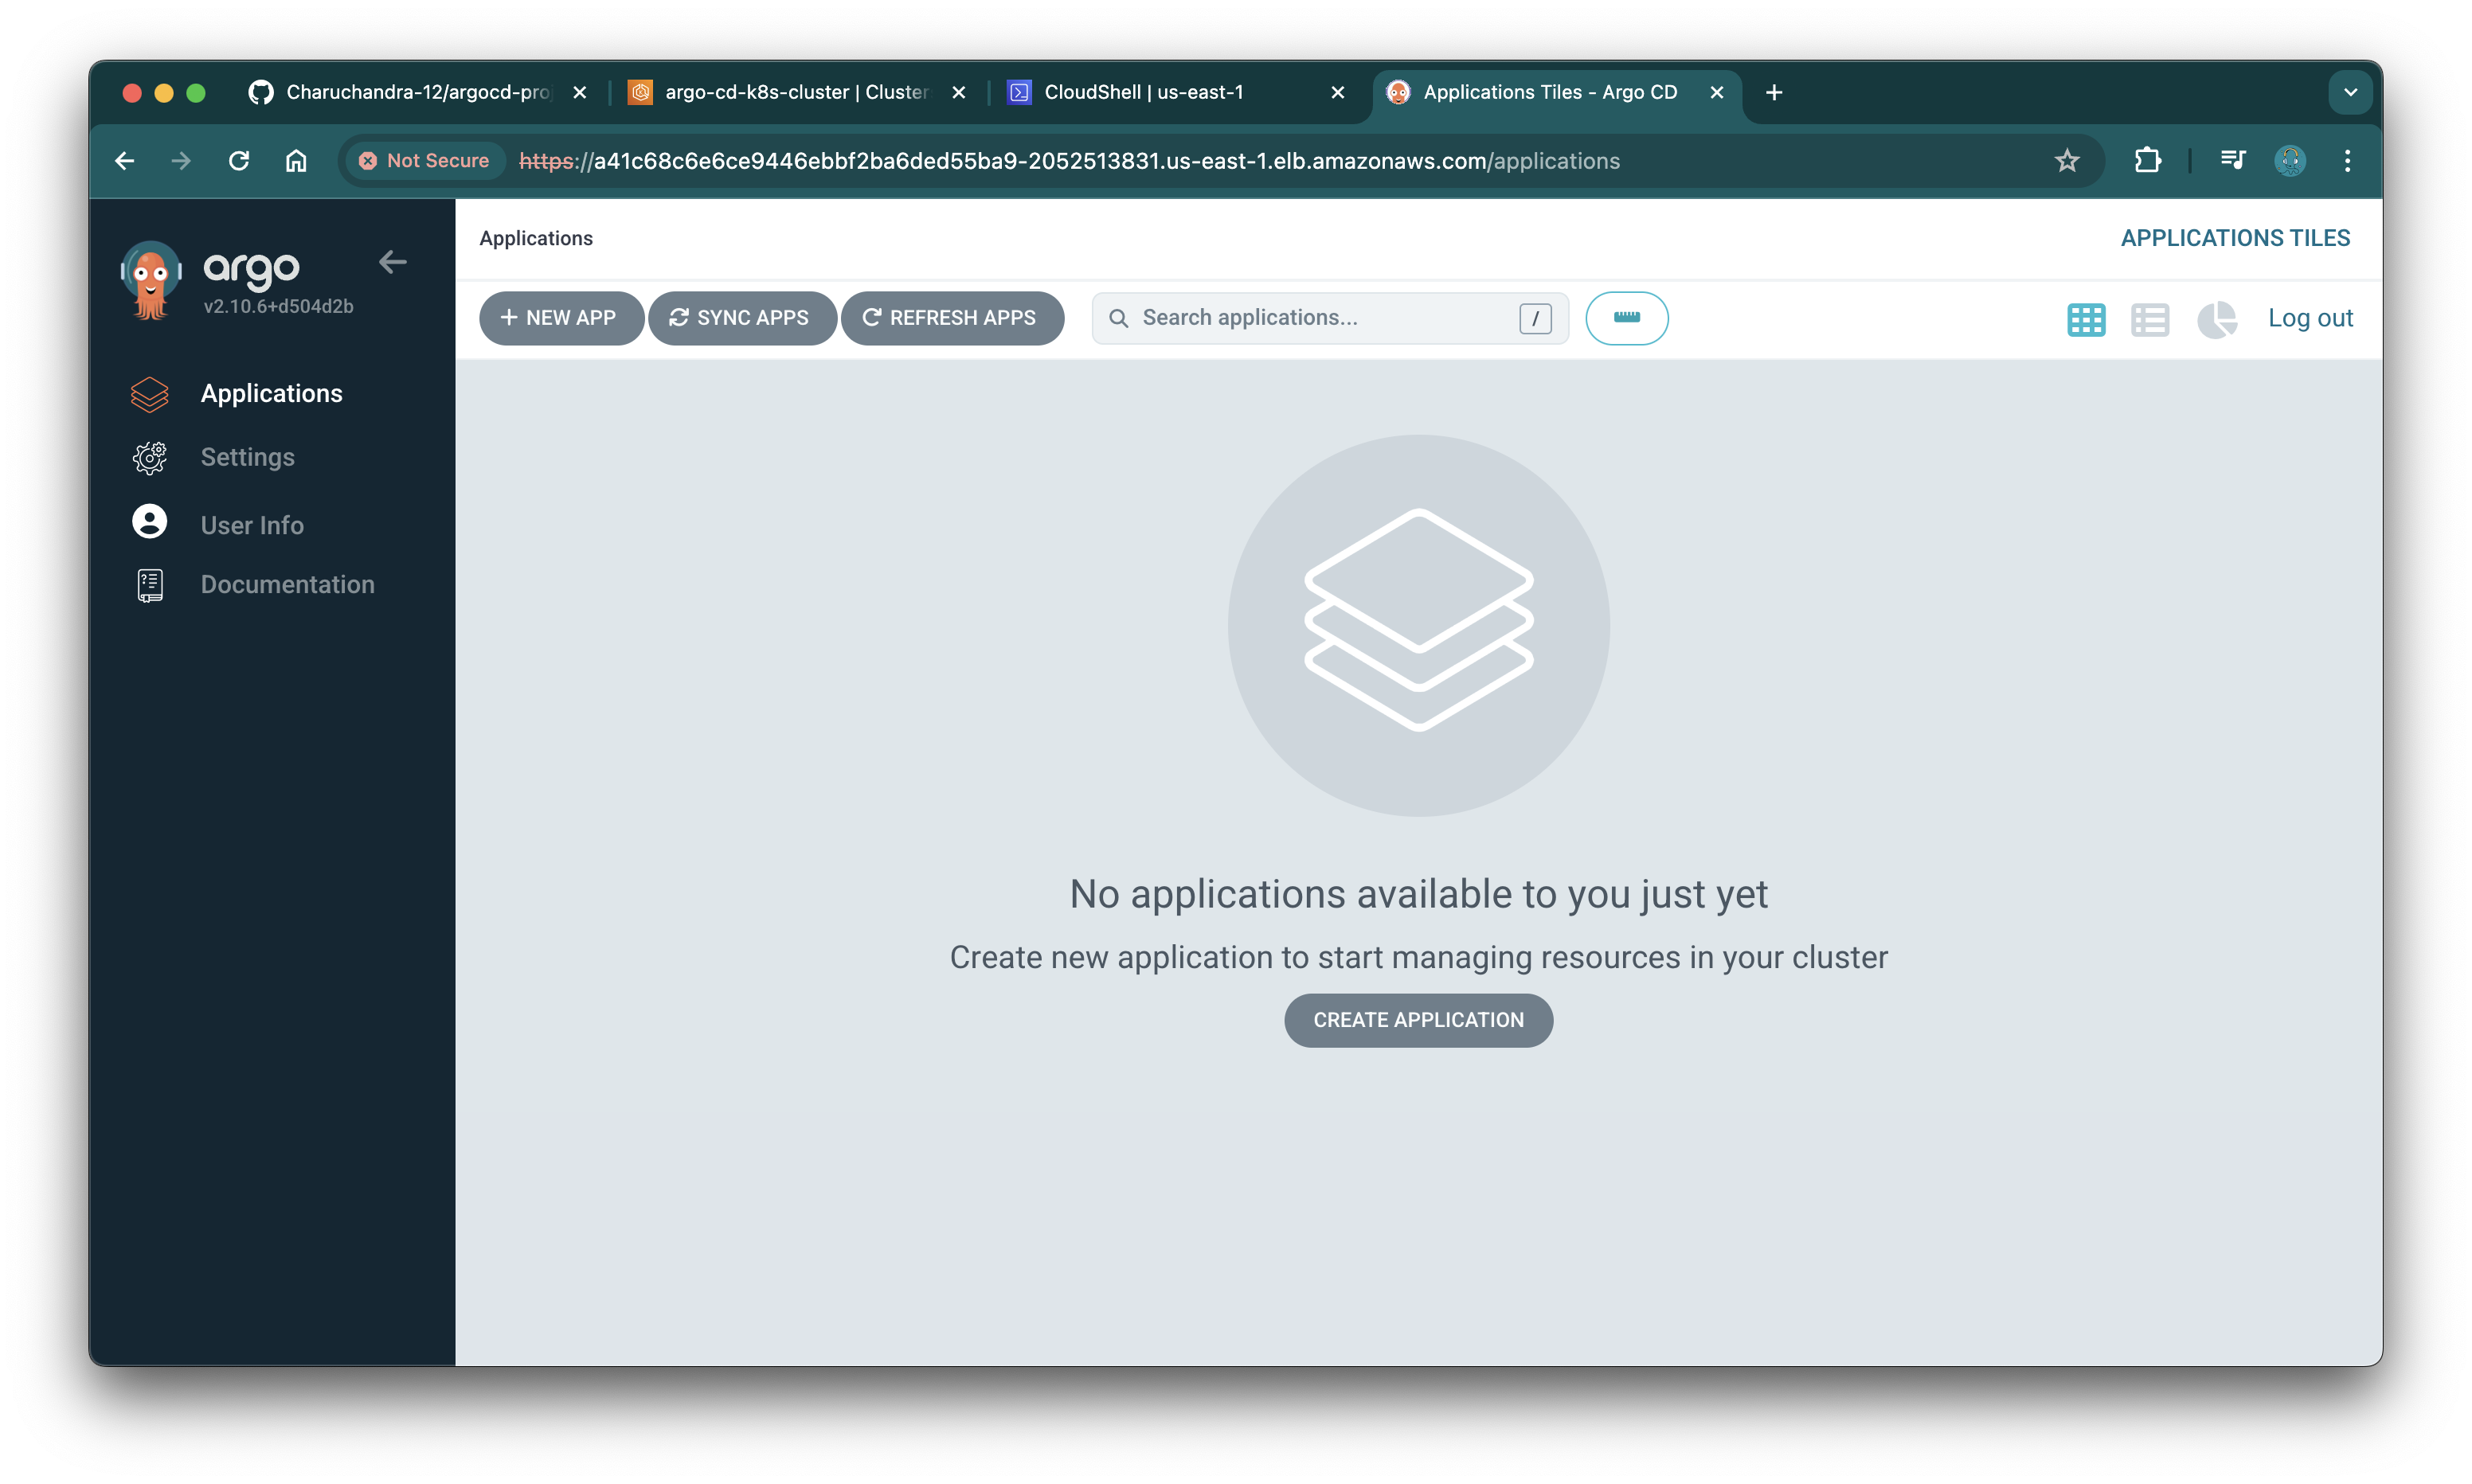 Charuchandra-12/argocd-pro
argo-cd-k8s-cluster | Cluster
CloudShell | us-east-1
Applications Tiles - Argo CD
Not Secure
https://a41c68c6e6ce9446ebbf2ba6ded55ba9-2052513831.us-east-1.elb.amazonaws.com/applications
argo
v2.10.6+d504d2b
Applications
Settings
User Info
Documentation
Applications
APPLICATIONS TILES
+ NEW APP
SYNC APPS
REFRESH APPS
Search applications...
/
Log out
No applications available to you just yet
Create new application to start managing resources in your cluster
CREATE APPLICATION